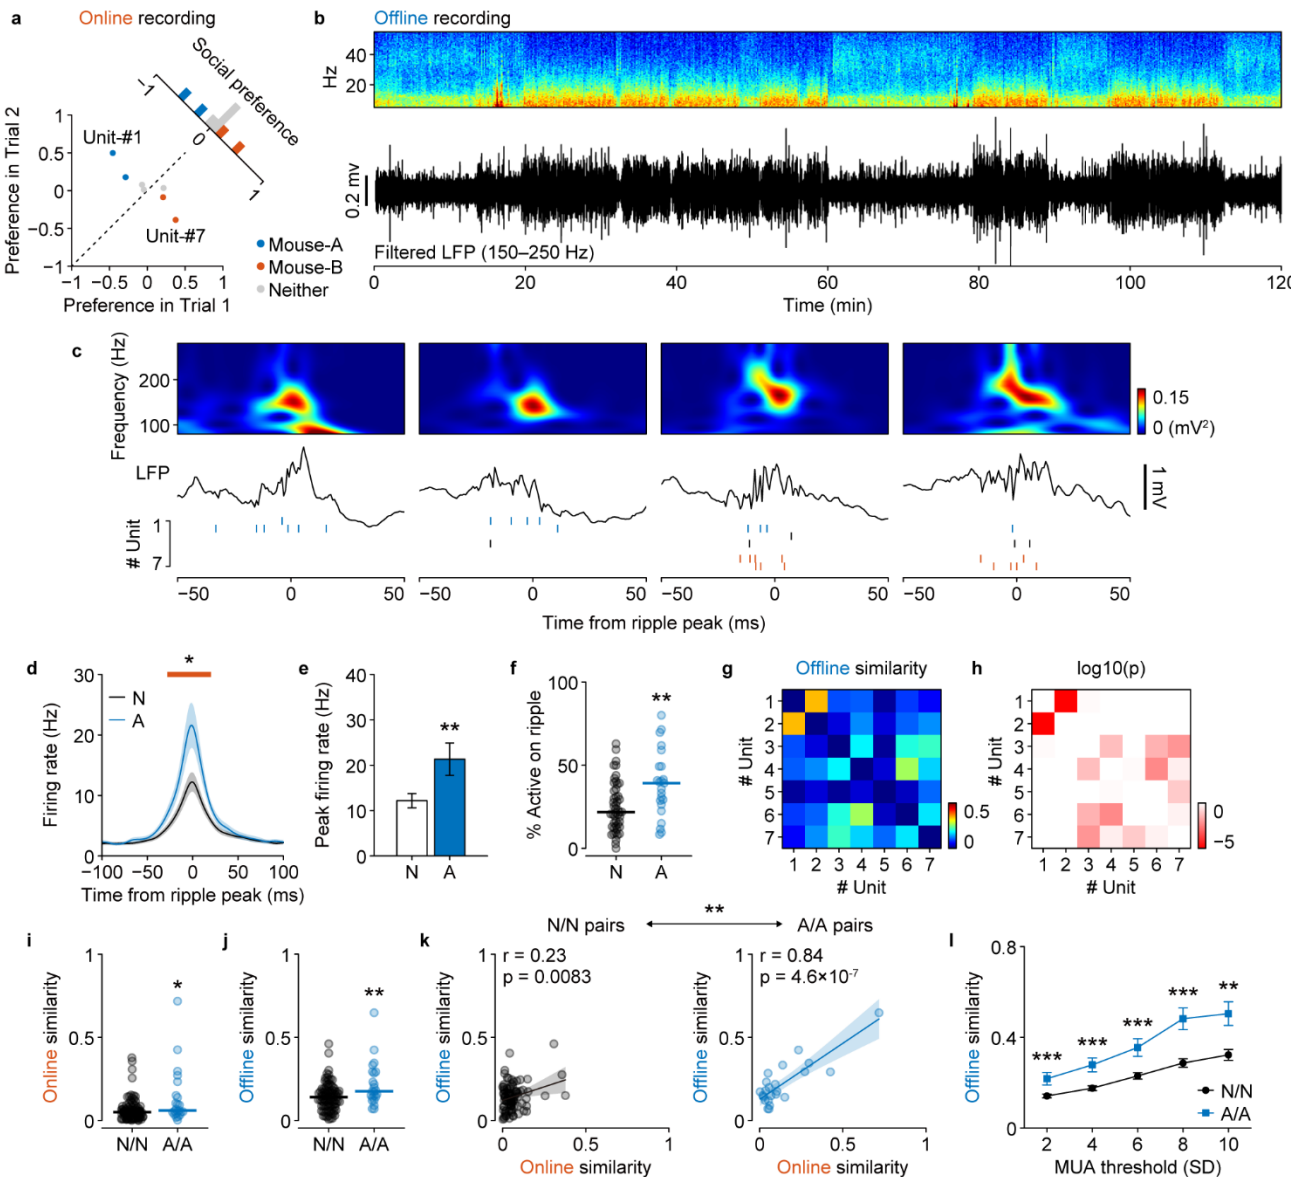 a
Online recording
Social preference
−1
0
1
Preference in Trial 2
1
0.5
0
−0.5
−1
Unit-#1
Unit-#7
−1 −0.5 0 0.5 1
Preference in Trial 1
Mouse-A
Mouse-B
Neither
b
Offline recording
Hz
40
20
0.2 mv
Filtered LFP (150–250 Hz)
0 20 40 60 80 100 120
Time (min)
c
Frequency (Hz)
200
100
0.15
0 (mV2)
LFP
1 mV
# Unit
1
7
−50 0 50
−50 0 50
−50 0 50
−50 0 50
Time from ripple peak (ms)
d
*
Firing rate (Hz)
30
20
10
0
N
A
−100 −50 0 50 100
Time from ripple peak (ms)
e
Peak firing rate (Hz)
40
30
20
10
0
**
N A
f
% Active on ripple
100
50
0
**
N A
g
Offline similarity
# Unit
1
2
3
4
5
6
7
1 2 3 4 5 6 7
# Unit
0.5
0
h
log10(p)
# Unit
1
2
3
4
5
6
7
1 2 3 4 5 6 7
# Unit
0
−5
i
Online similarity
1
0.5
0
*
N/N A/A
j
Offline similarity
1
0.5
0
**
N/N A/A
k
N/N pairs
**
A/A pairs
Offline similarity
1
0.5
0
r = 0.23
p = 0.0083
0 0.5 1
Online similarity
Offline similarity
1
0.5
0
r = 0.84
p = 4.6×10-7
0 0.5 1
Online similarity
l
Offline similarity
0.8
0.4
0
***
***
***
***
**
N/N
A/A
2 4 6 8 10
MUA threshold (SD)